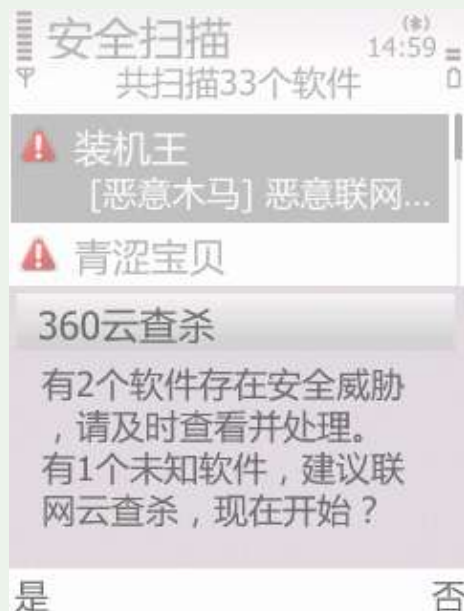 安全扫描
14:59
共扫描33个软件
装机王
[恶意木马] 恶意联网...
青涩宝贝
360云查杀
有2个软件存在安全威胁
，请及时查看并处理。
有1个未知软件，建议联
网云查杀，现在开始？
是 否